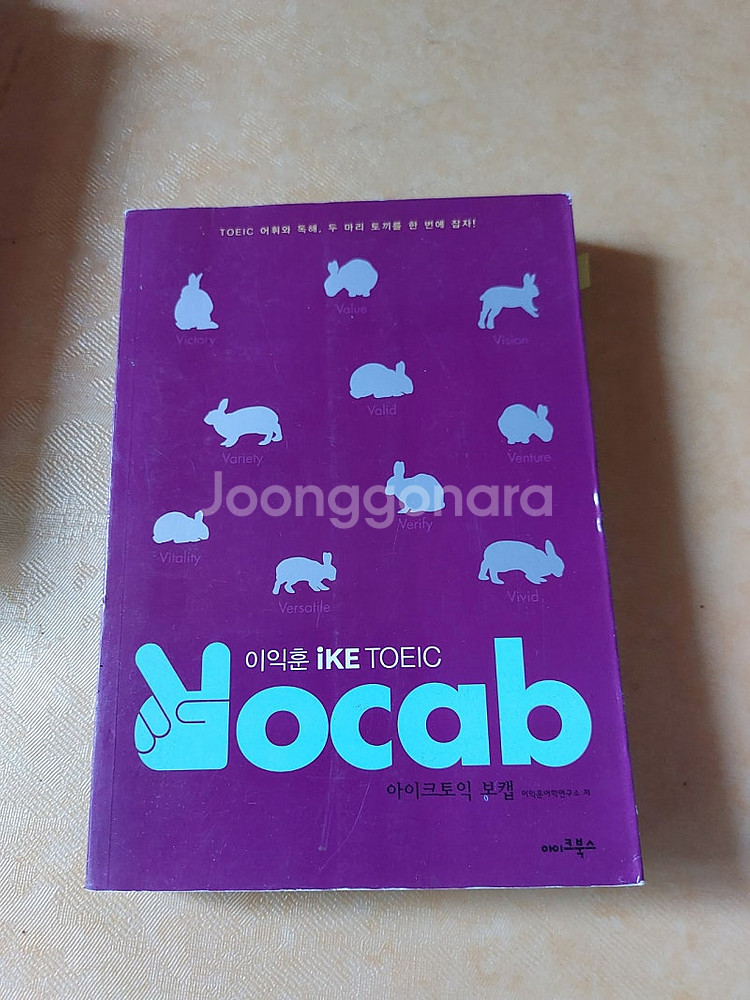 TOEIC 어휘와 독해, 두 마리 토끼를 한 번에 잡자!
Victory
Value
Vision
Valid
Variety
Venture
Joonggonara
Verify
Vitality
Versatile
Vivid
이익훈 iKE TOEIC
Vocab
아이크토익 봉캡 이익훈어학연구소 저
아이크북스